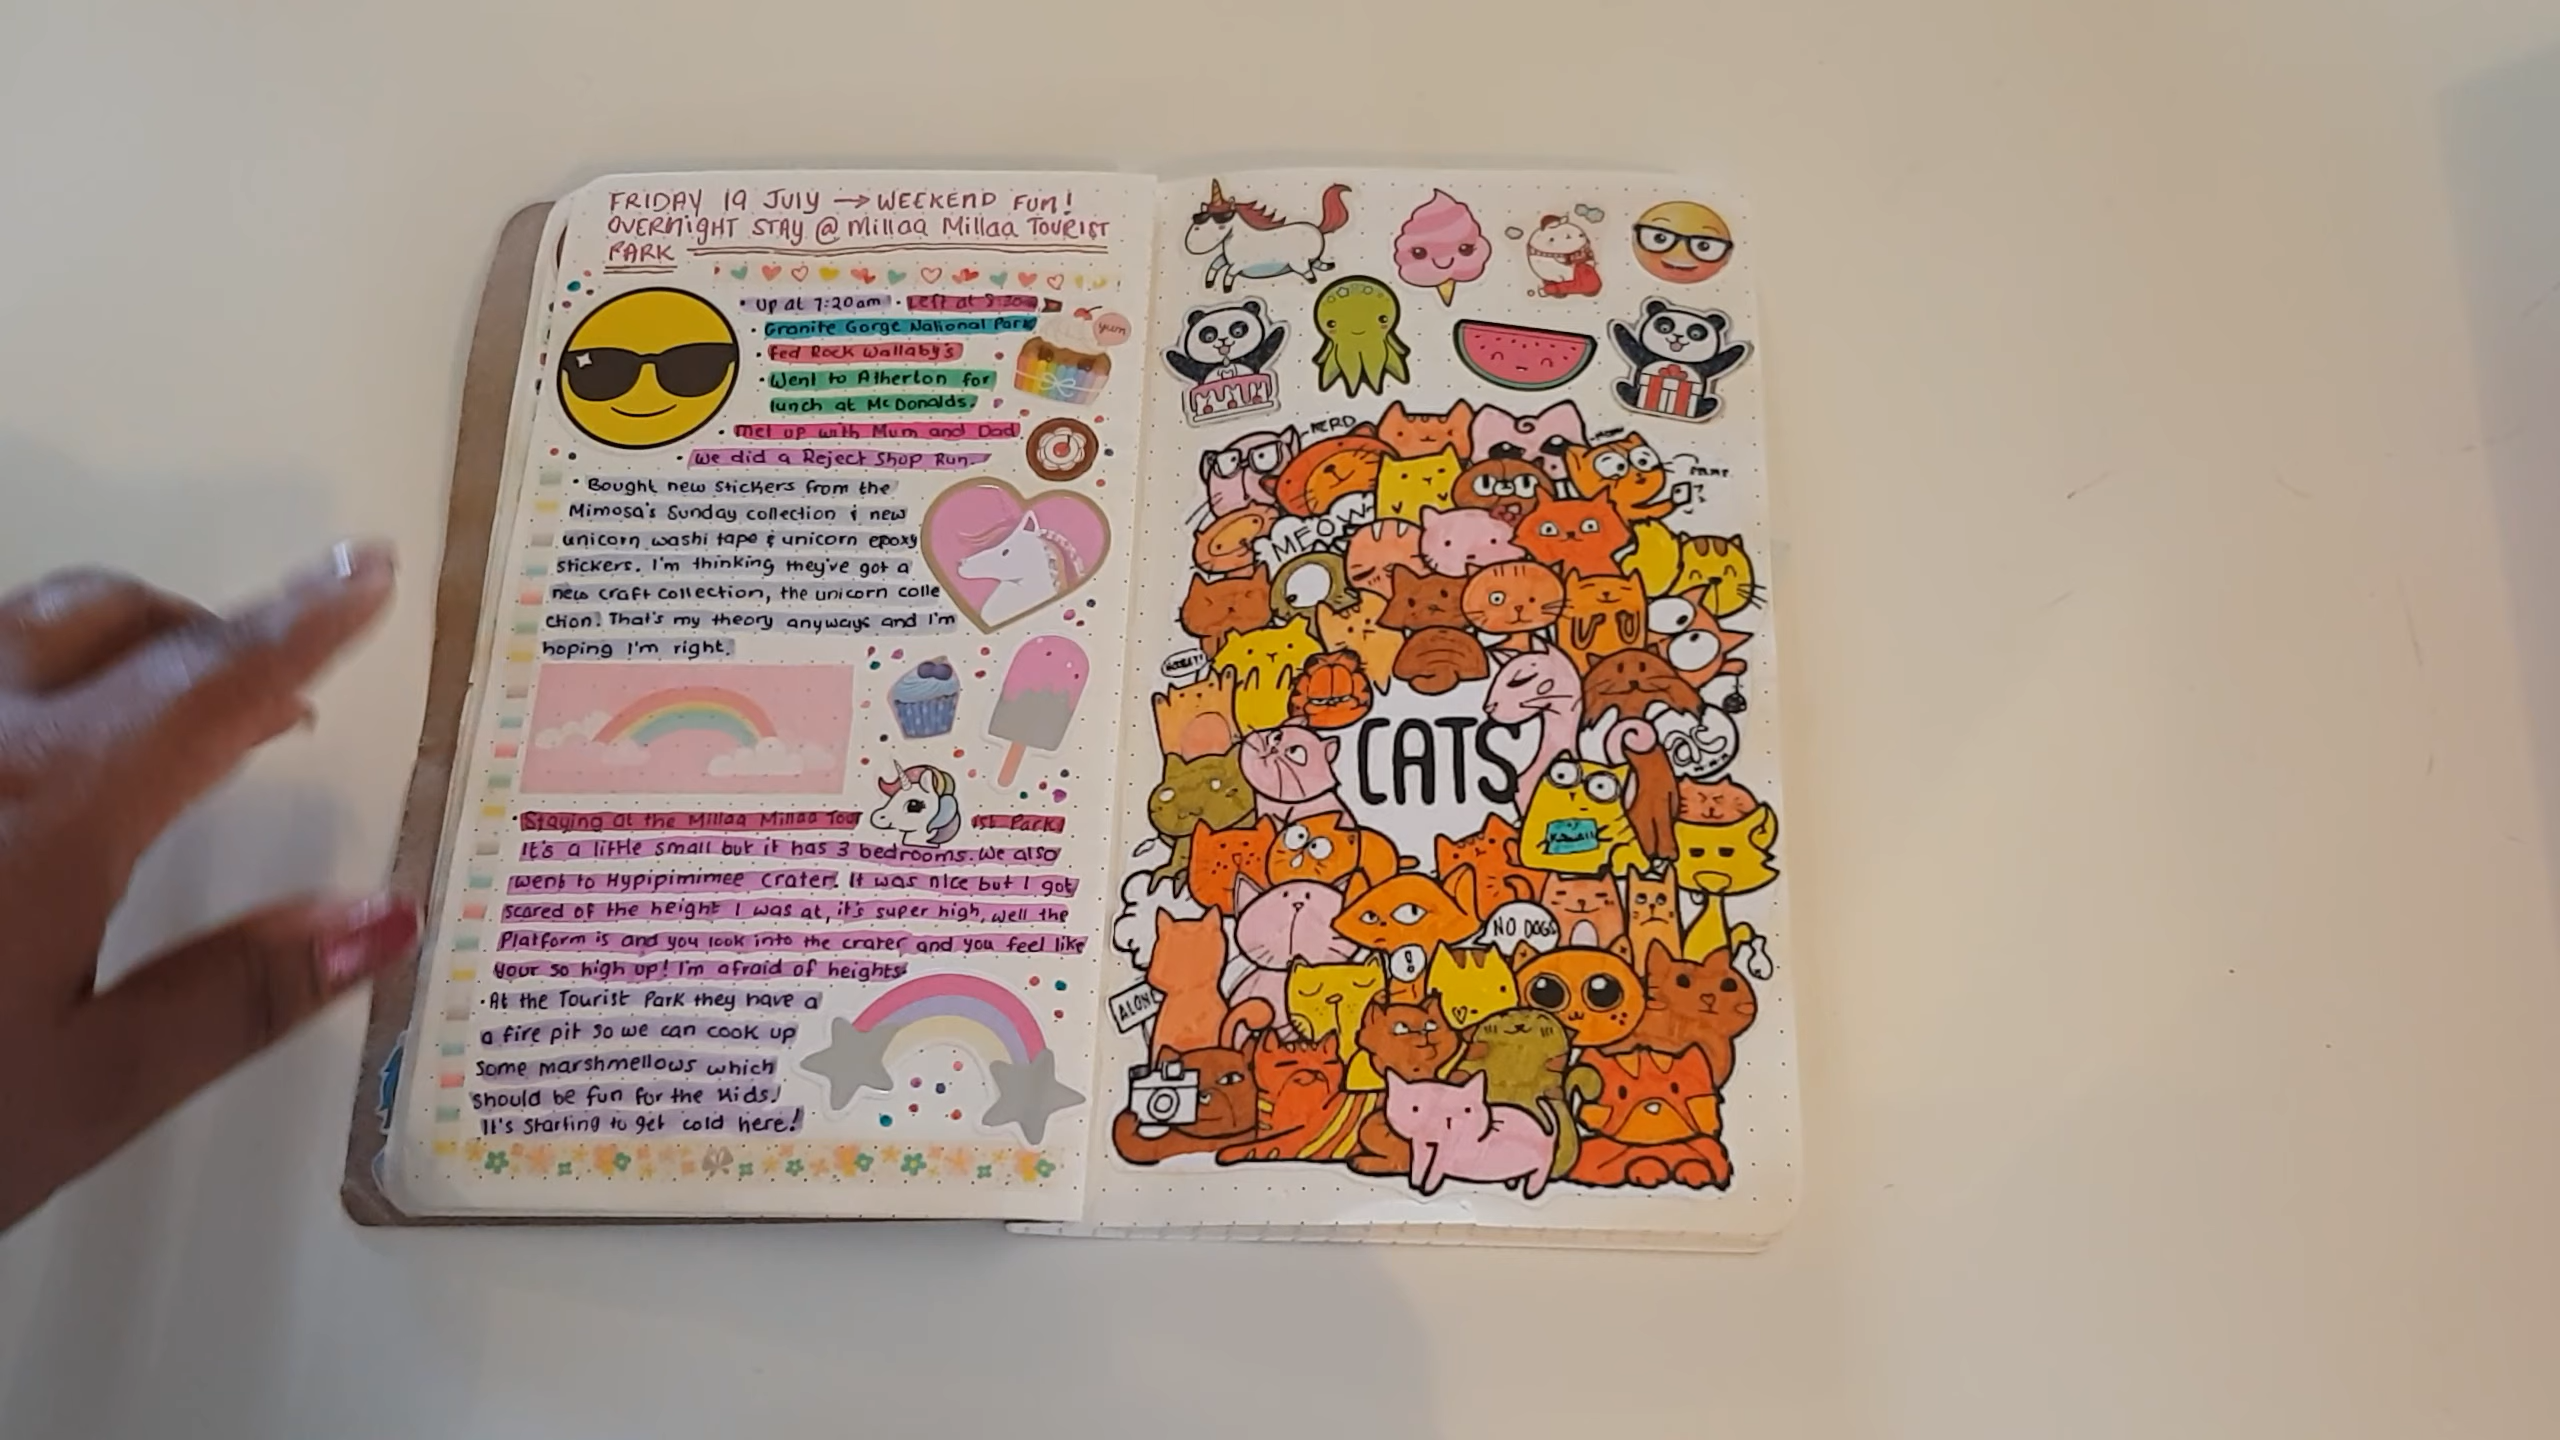 FRIDAY 19 JULY → WEEKEND FUN!
OVERNIGHT STAY @ Millaa Millaa TOURIST
PARK
• Up at 7:20am • Left at 8:20am
• Granite Gorge National Park
yum
• Fed Rock Wallaby's
• Went to Atherton for
lunch at McDonalds.
• Met up with Mum and Dad
• We did a Reject Shop Run.
• Bought new stickers from the
Mimosa's Sunday collection & new
unicorn washi tape & unicorn epoxy
stickers. I'm thinking they've got a
new craft collection, the unicorn colle
ction! That's my theory anyways and I'm
hoping I'm right.
• Staying at the Millaa Millaa Tour ist Park
It's a little small but it has 3 bedrooms. We also
went to Hypipimimee crater. It was nice but I got
scared of the height I was at, it's super high, well the
Platform is and you look into the crater and you feel like
your so high up! I'm afraid of heights.
• At the Tourist Park they have a
a fire pit so we can cook up
some marshmellows which
should be fun for the kids!
It's starting to get cold here!
NERD
MEOW
CATS
Kawaii
NO DOGS
!
ALONE